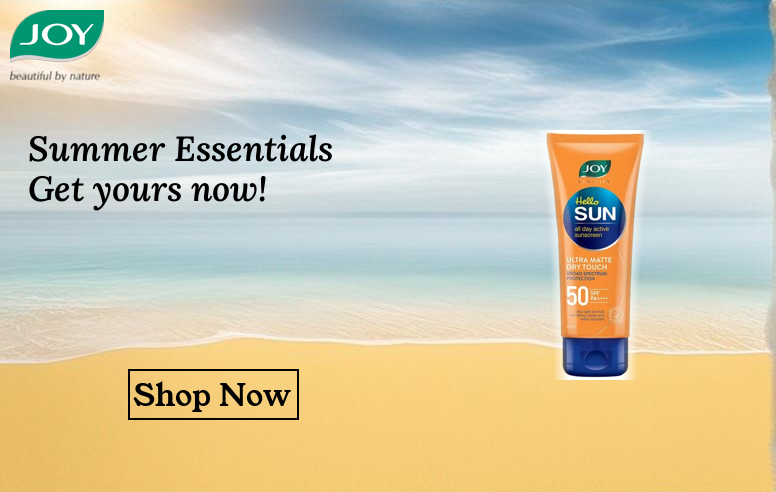 JOY
beautiful by nature
Summer Essentials
Get yours now!
JOY
Hello
SUN
all day active
sunscreen
ULTRA MATTE
DRY TOUCH
BROAD SPECTRUM
PROTECTION
50 SPF
PA++++
Shop Now